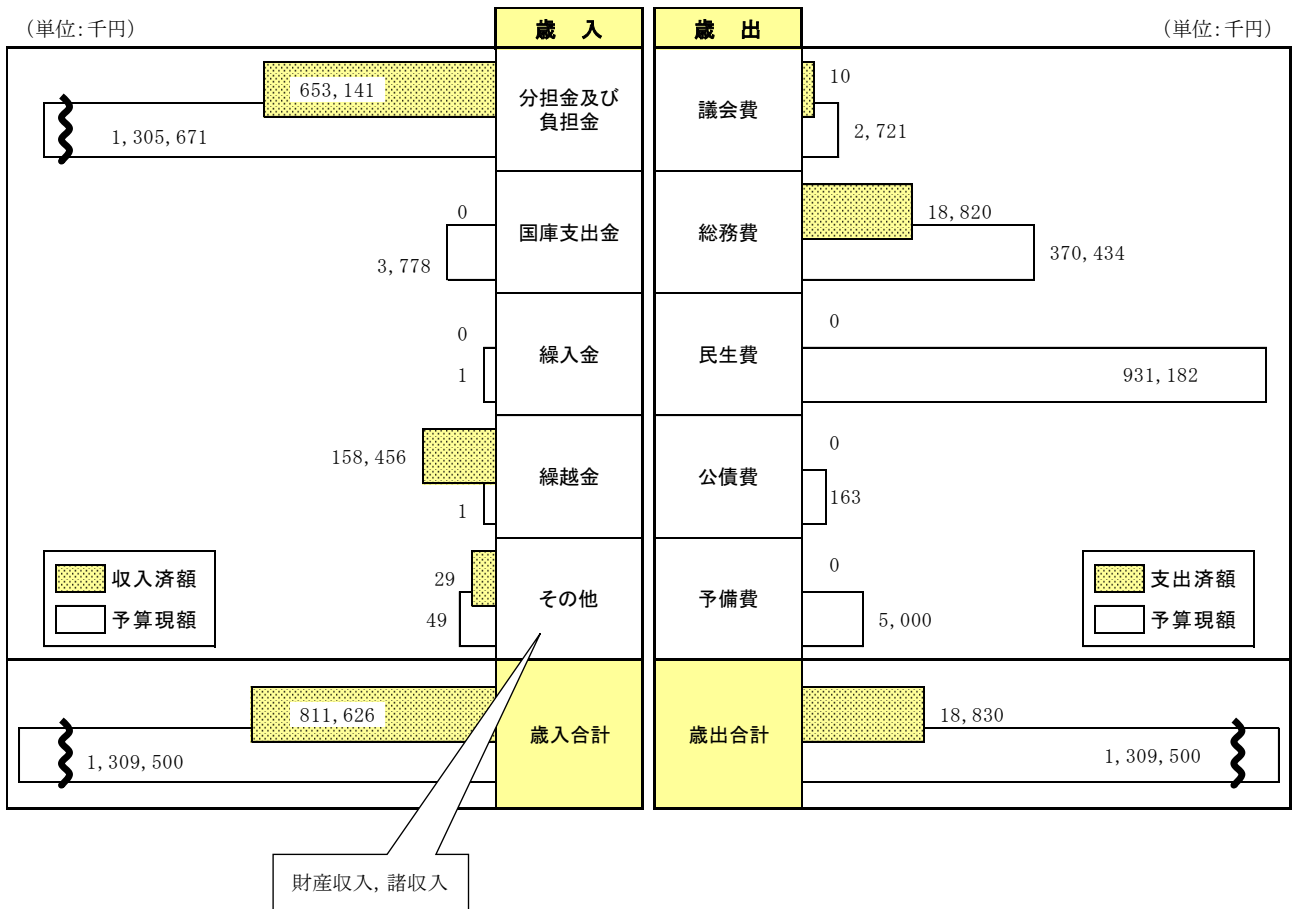 （単位：千円）
歳　入
歳　出
（単位：千円）
653,141
1,305,671
分担金及び
負担金
議会費
10
2,721
0
3,778
国庫支出金
総務費
18,820
370,434
0
1
繰入金
民生費
0
931,182
158,456
1
繰越金
公債費
0
163
収入済額
予算現額
29
49
その他
予備費
0
5,000
支出済額
予算現額
811,626
1,309,500
歳入合計
歳出合計
18,830
1,309,500
財産収入，諸収入